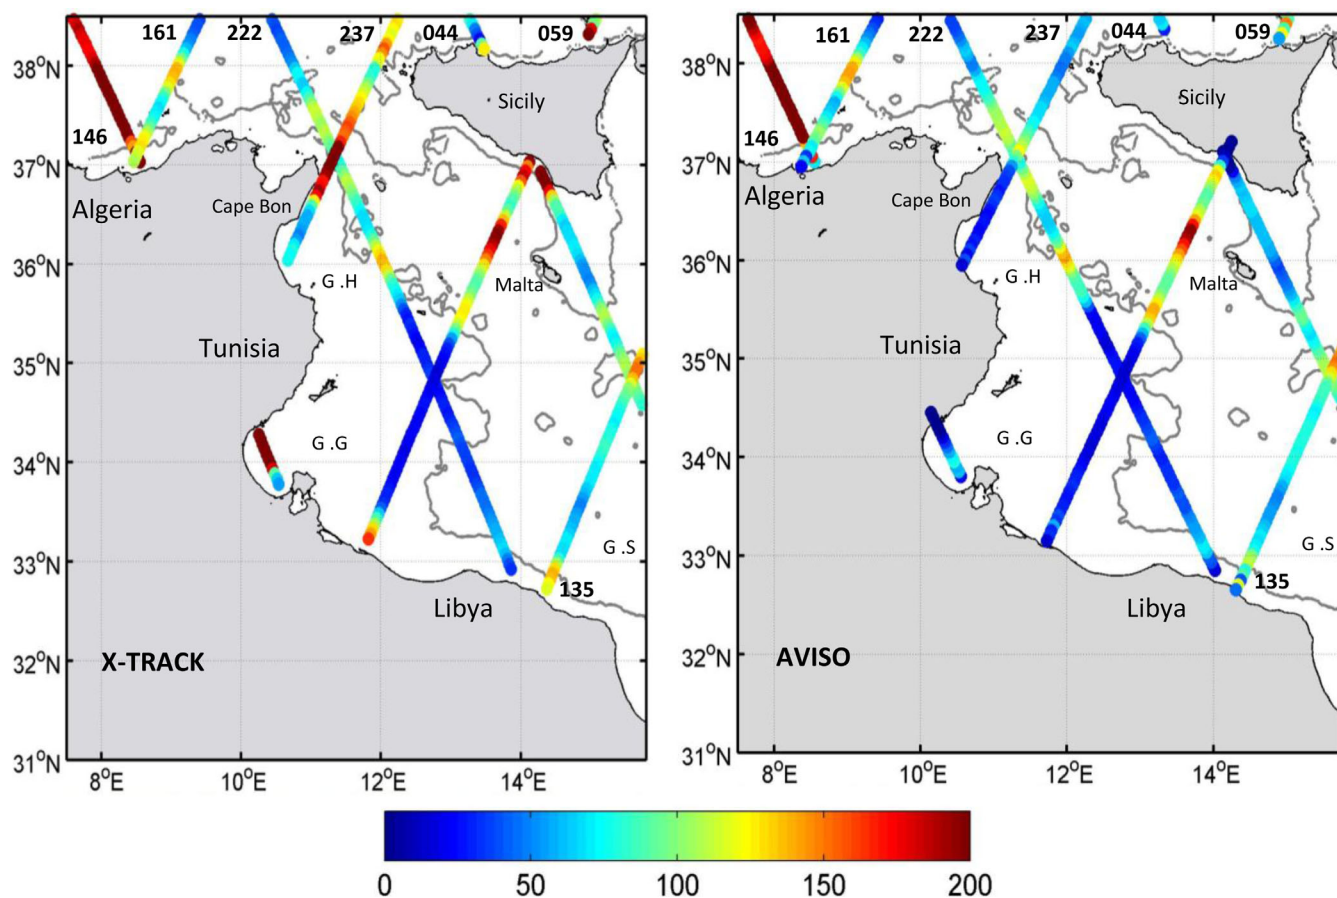 161 222 237 044 059
38°N
Sicily
146
37°N
Algeria
Cape Bon
36°N
G .H
Malta
Tunisia
35°N
G .G
34°N
33°N
G .S
135
Libya
X-TRACK
32°N
31°N
8°E 10°E 12°E 14°E
161 222 237 044 059
38°N
Sicily
146
37°N
Algeria
Cape Bon
36°N
G .H
Malta
Tunisia
35°N
G .G
34°N
33°N
G .S
135
Libya
AVISO
32°N
31°N
8°E 10°E 12°E 14°E
0 50 100 150 200